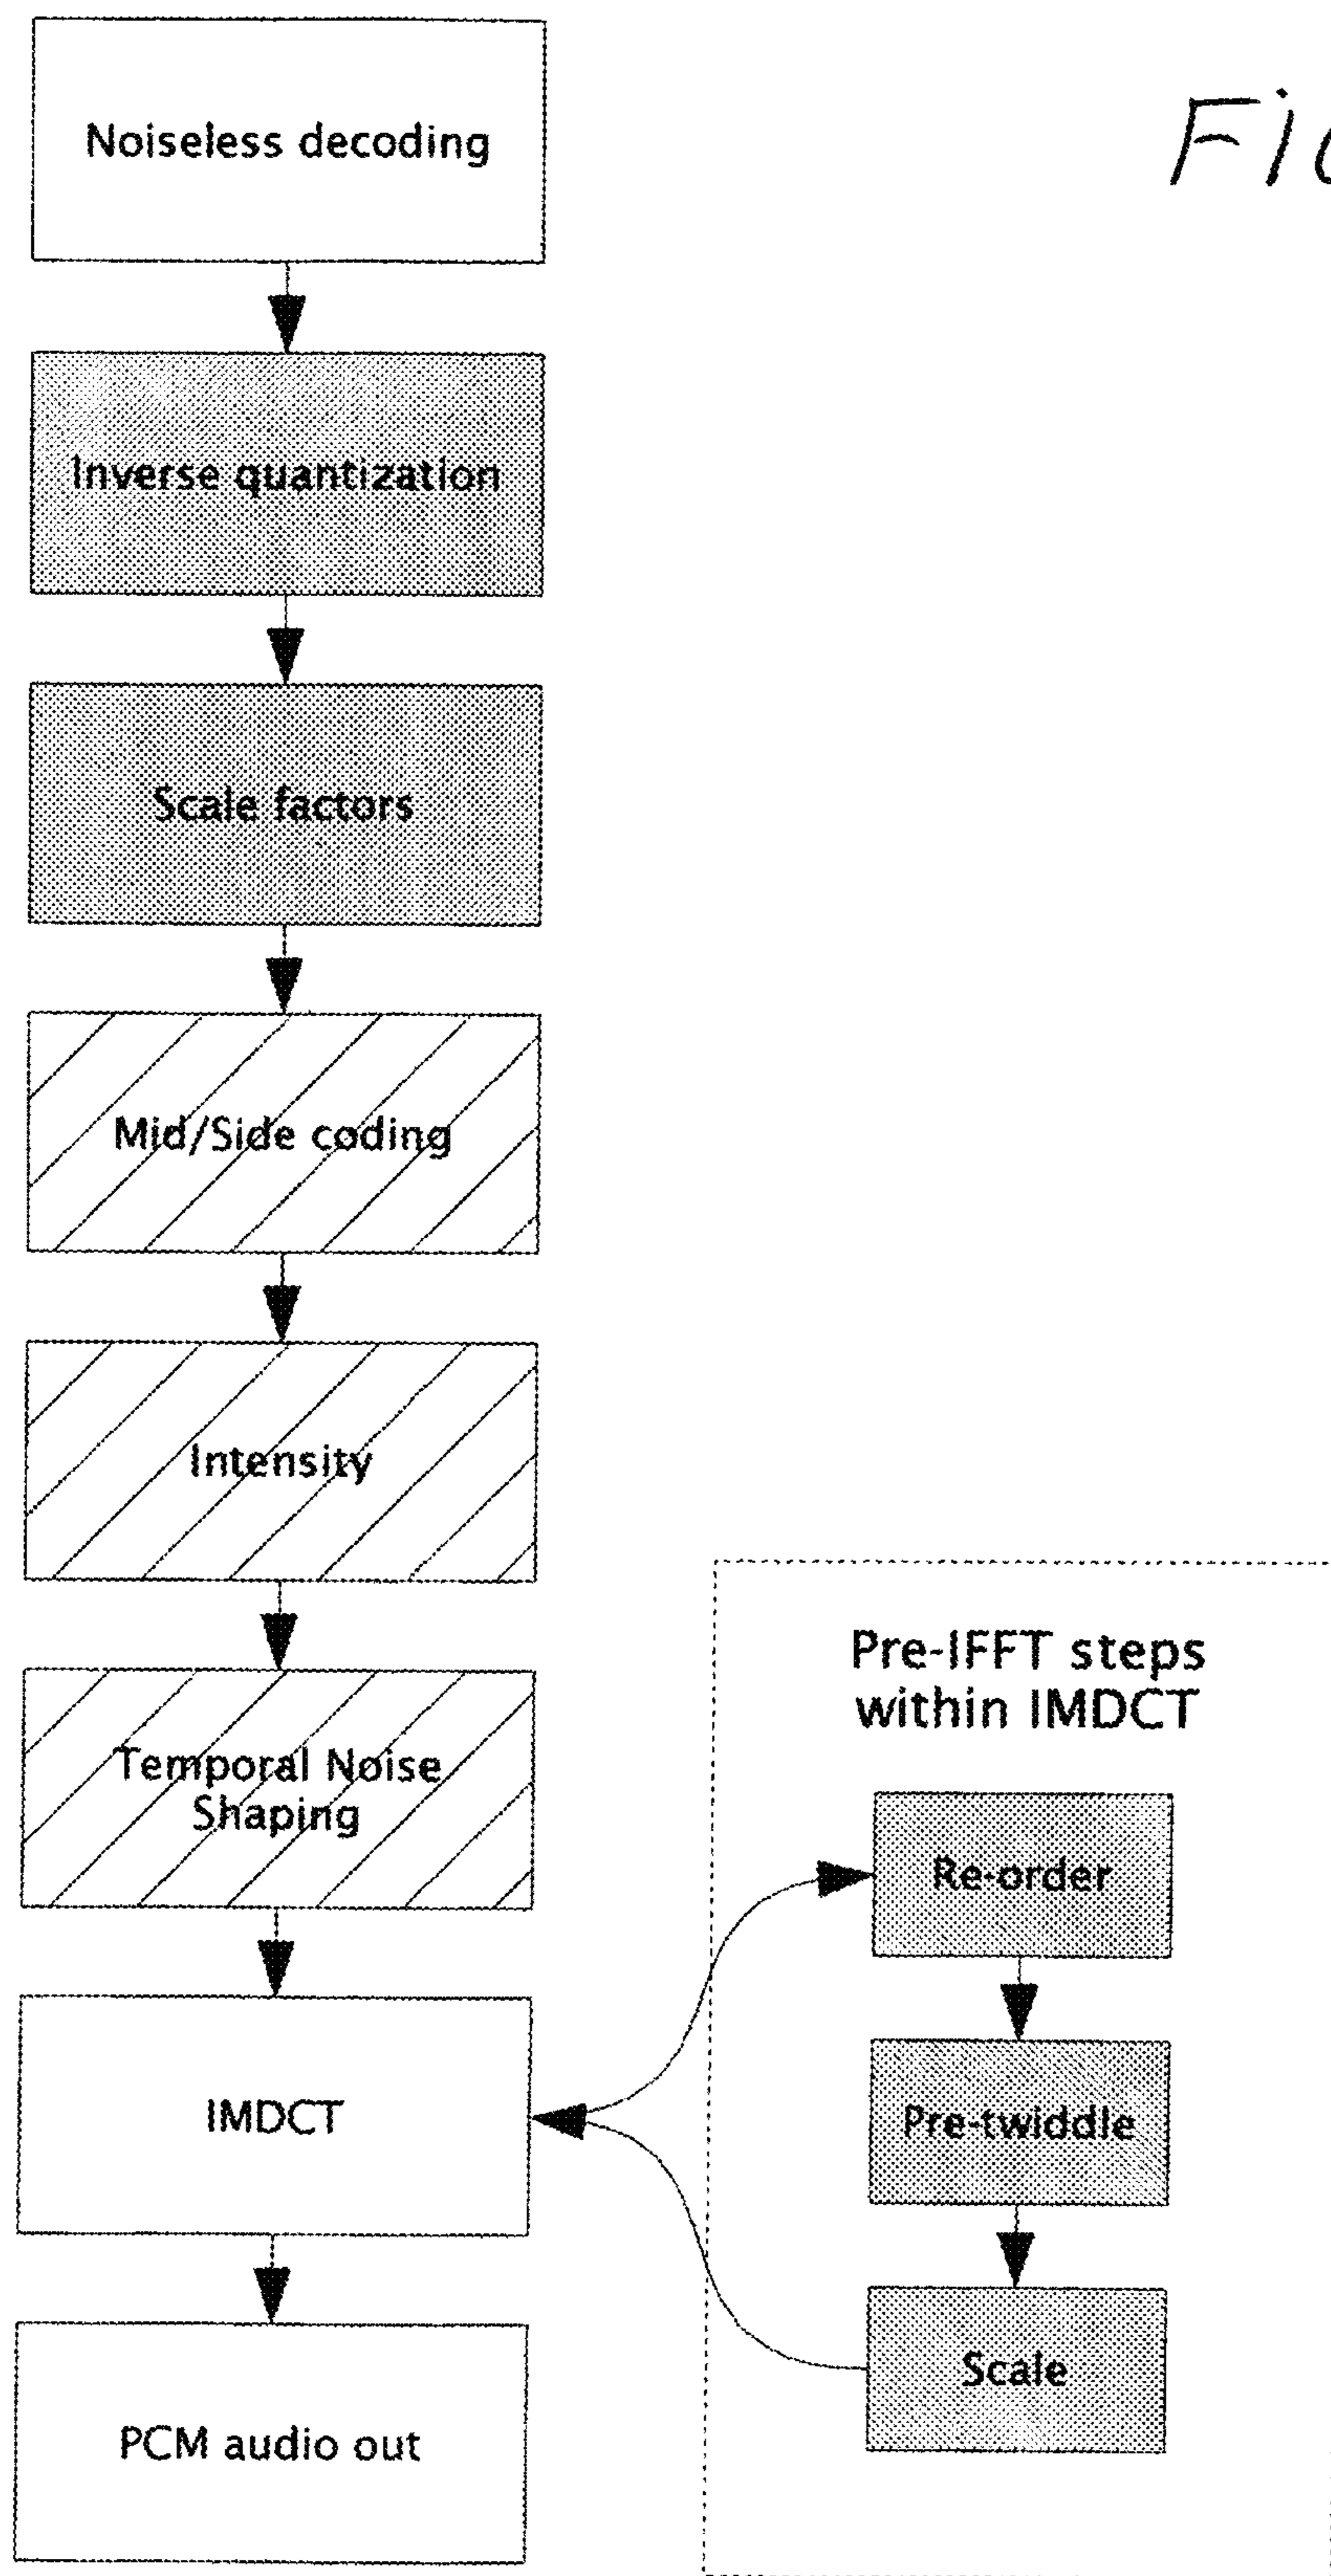 Noiseless decoding
Inverse quantization
Scale factors
Mid/Side coding
Intensity
Temporal Noise
Shaping
IMDCT
PCM audio out
Pre-IFFT steps
within IMDCT
Re-order
Pre-twiddle
Scale